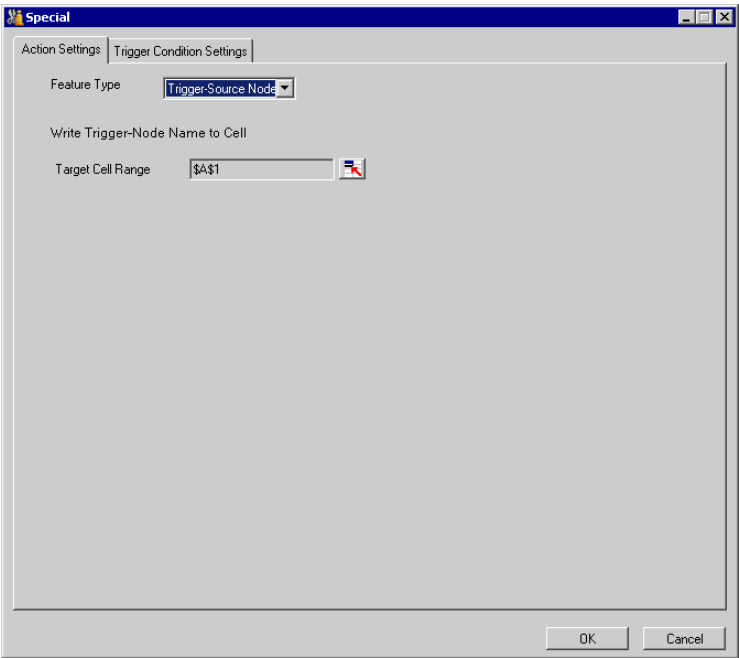 Special
Action Settings Trigger Condition Settings
Feature Type Trigger-Source Node
Write Trigger-Node Name to Cell
Target Cell Range $A$1
OK Cancel